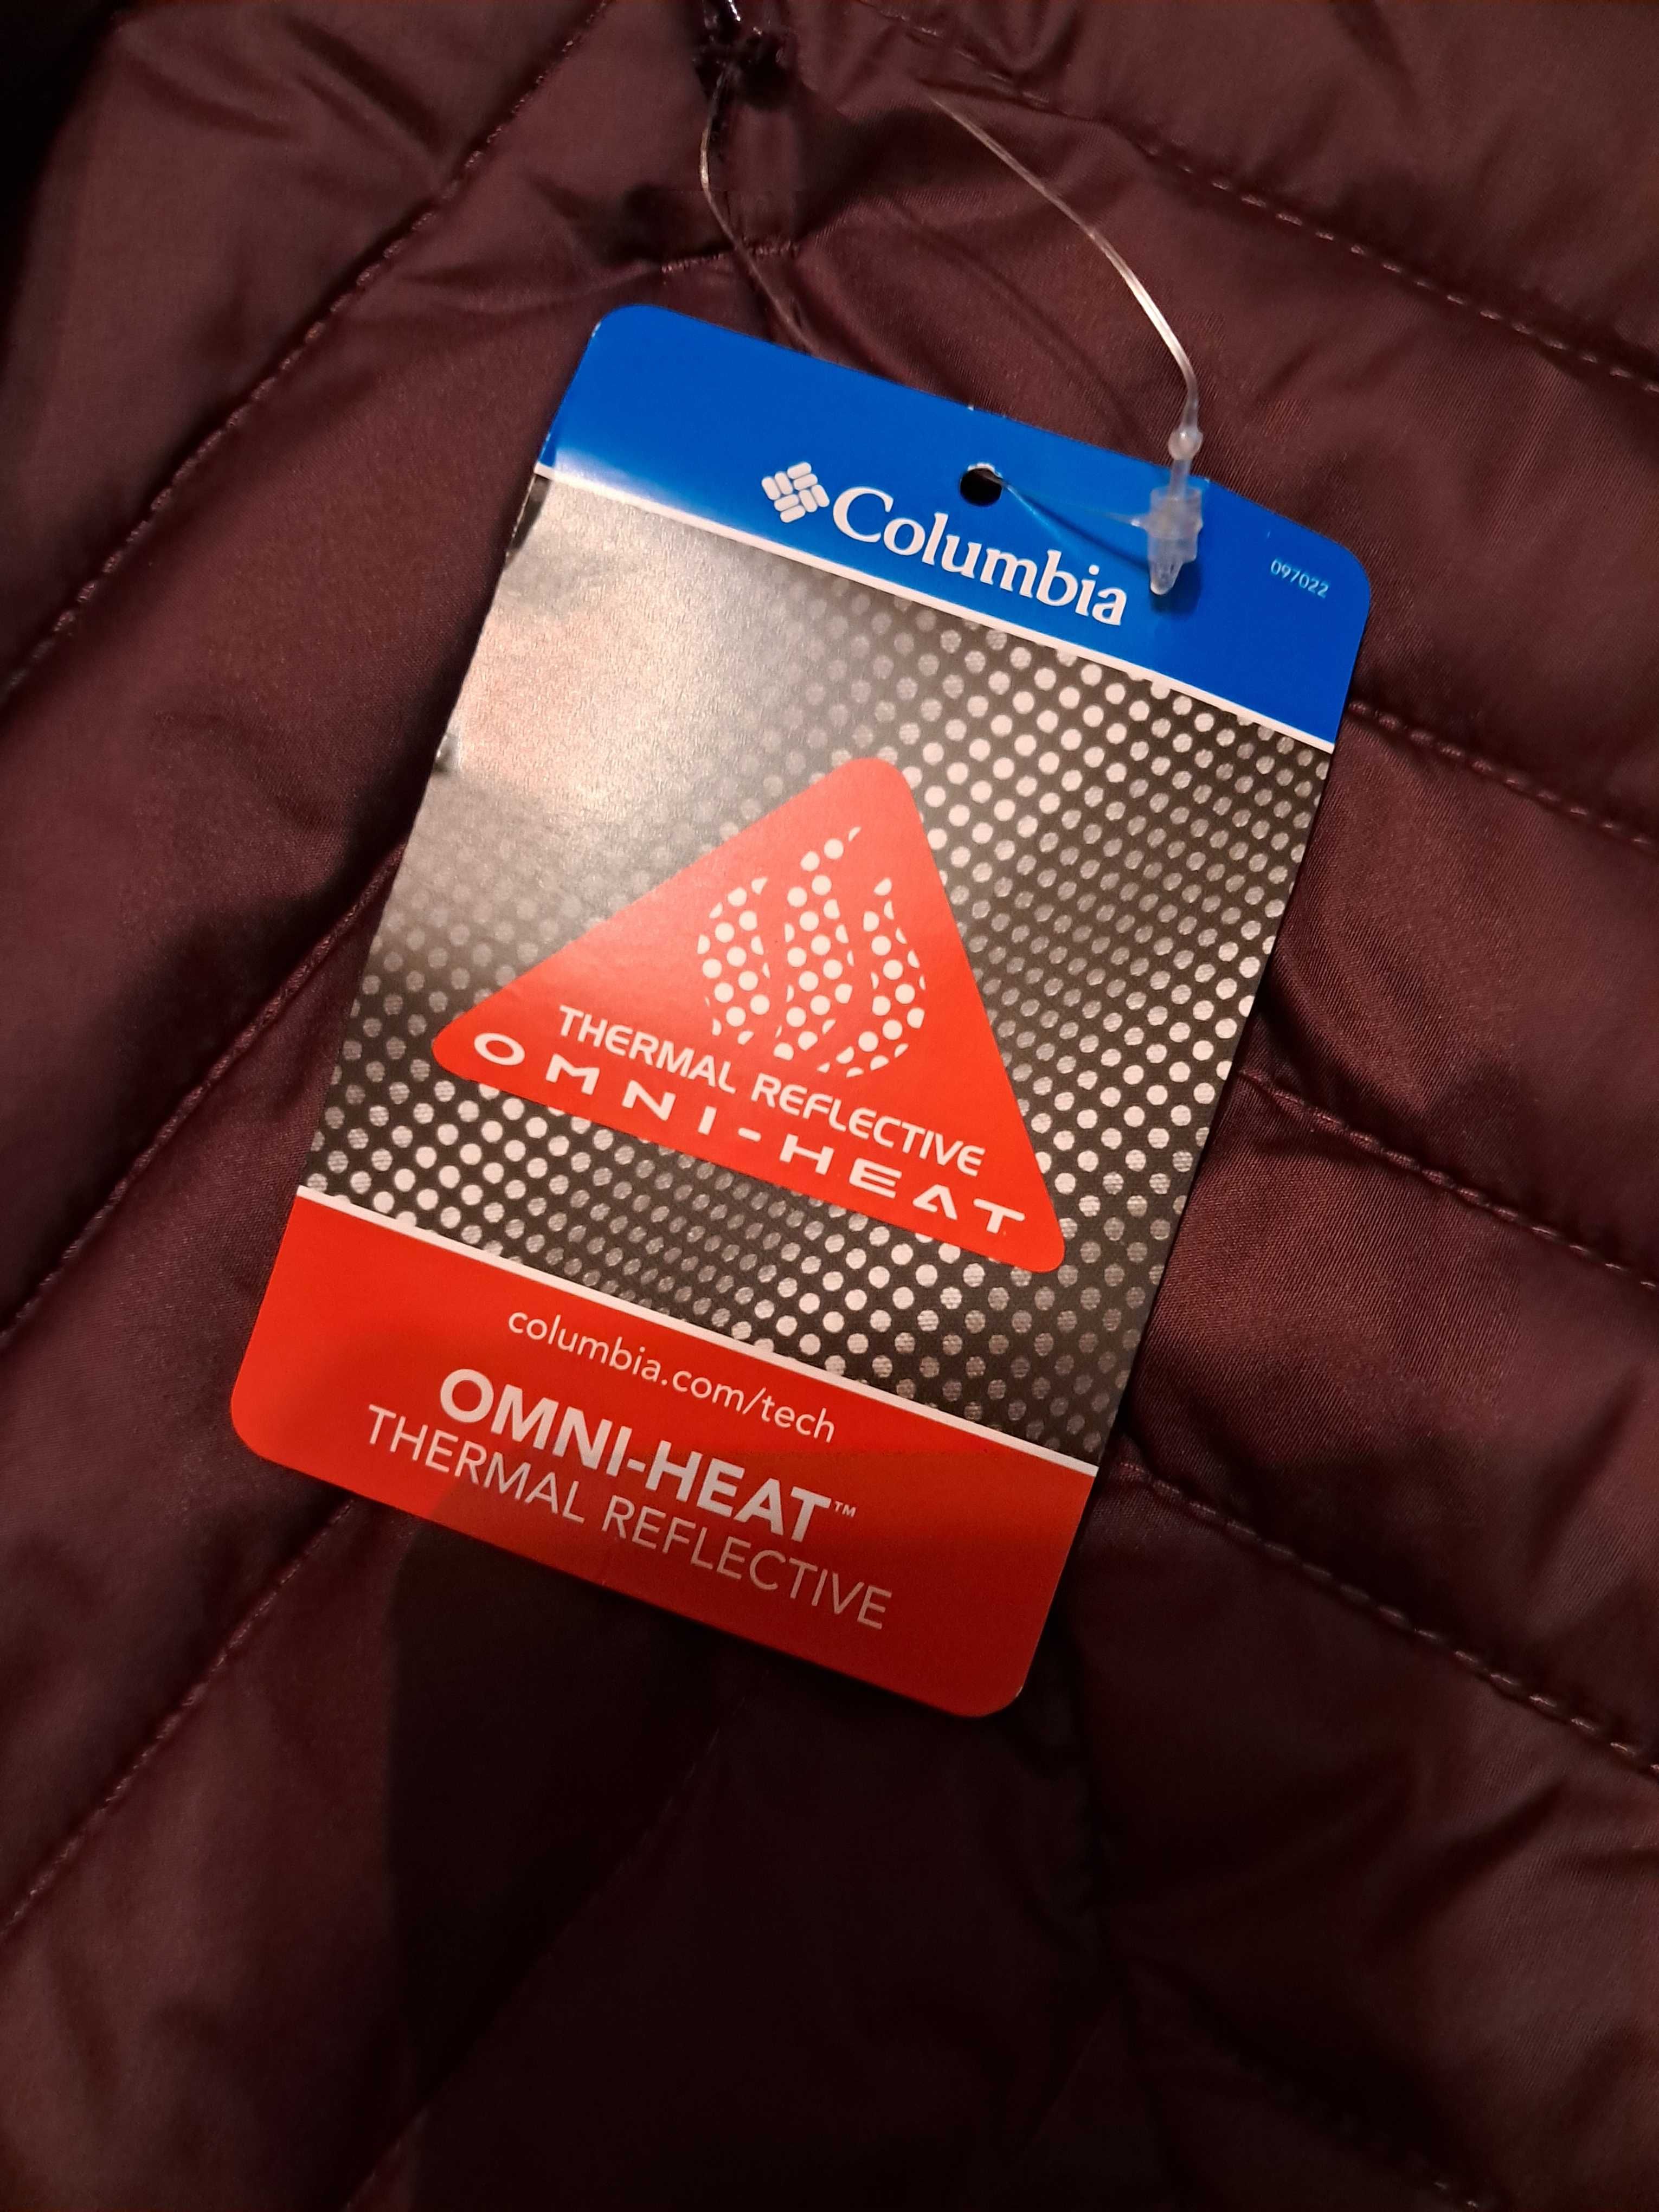 Columbia
097022
THERMAL REFLECTIVE
OMNI-HEAT
columbia.com/tech
OMNI-HEAT™
THERMAL REFLECTIVE